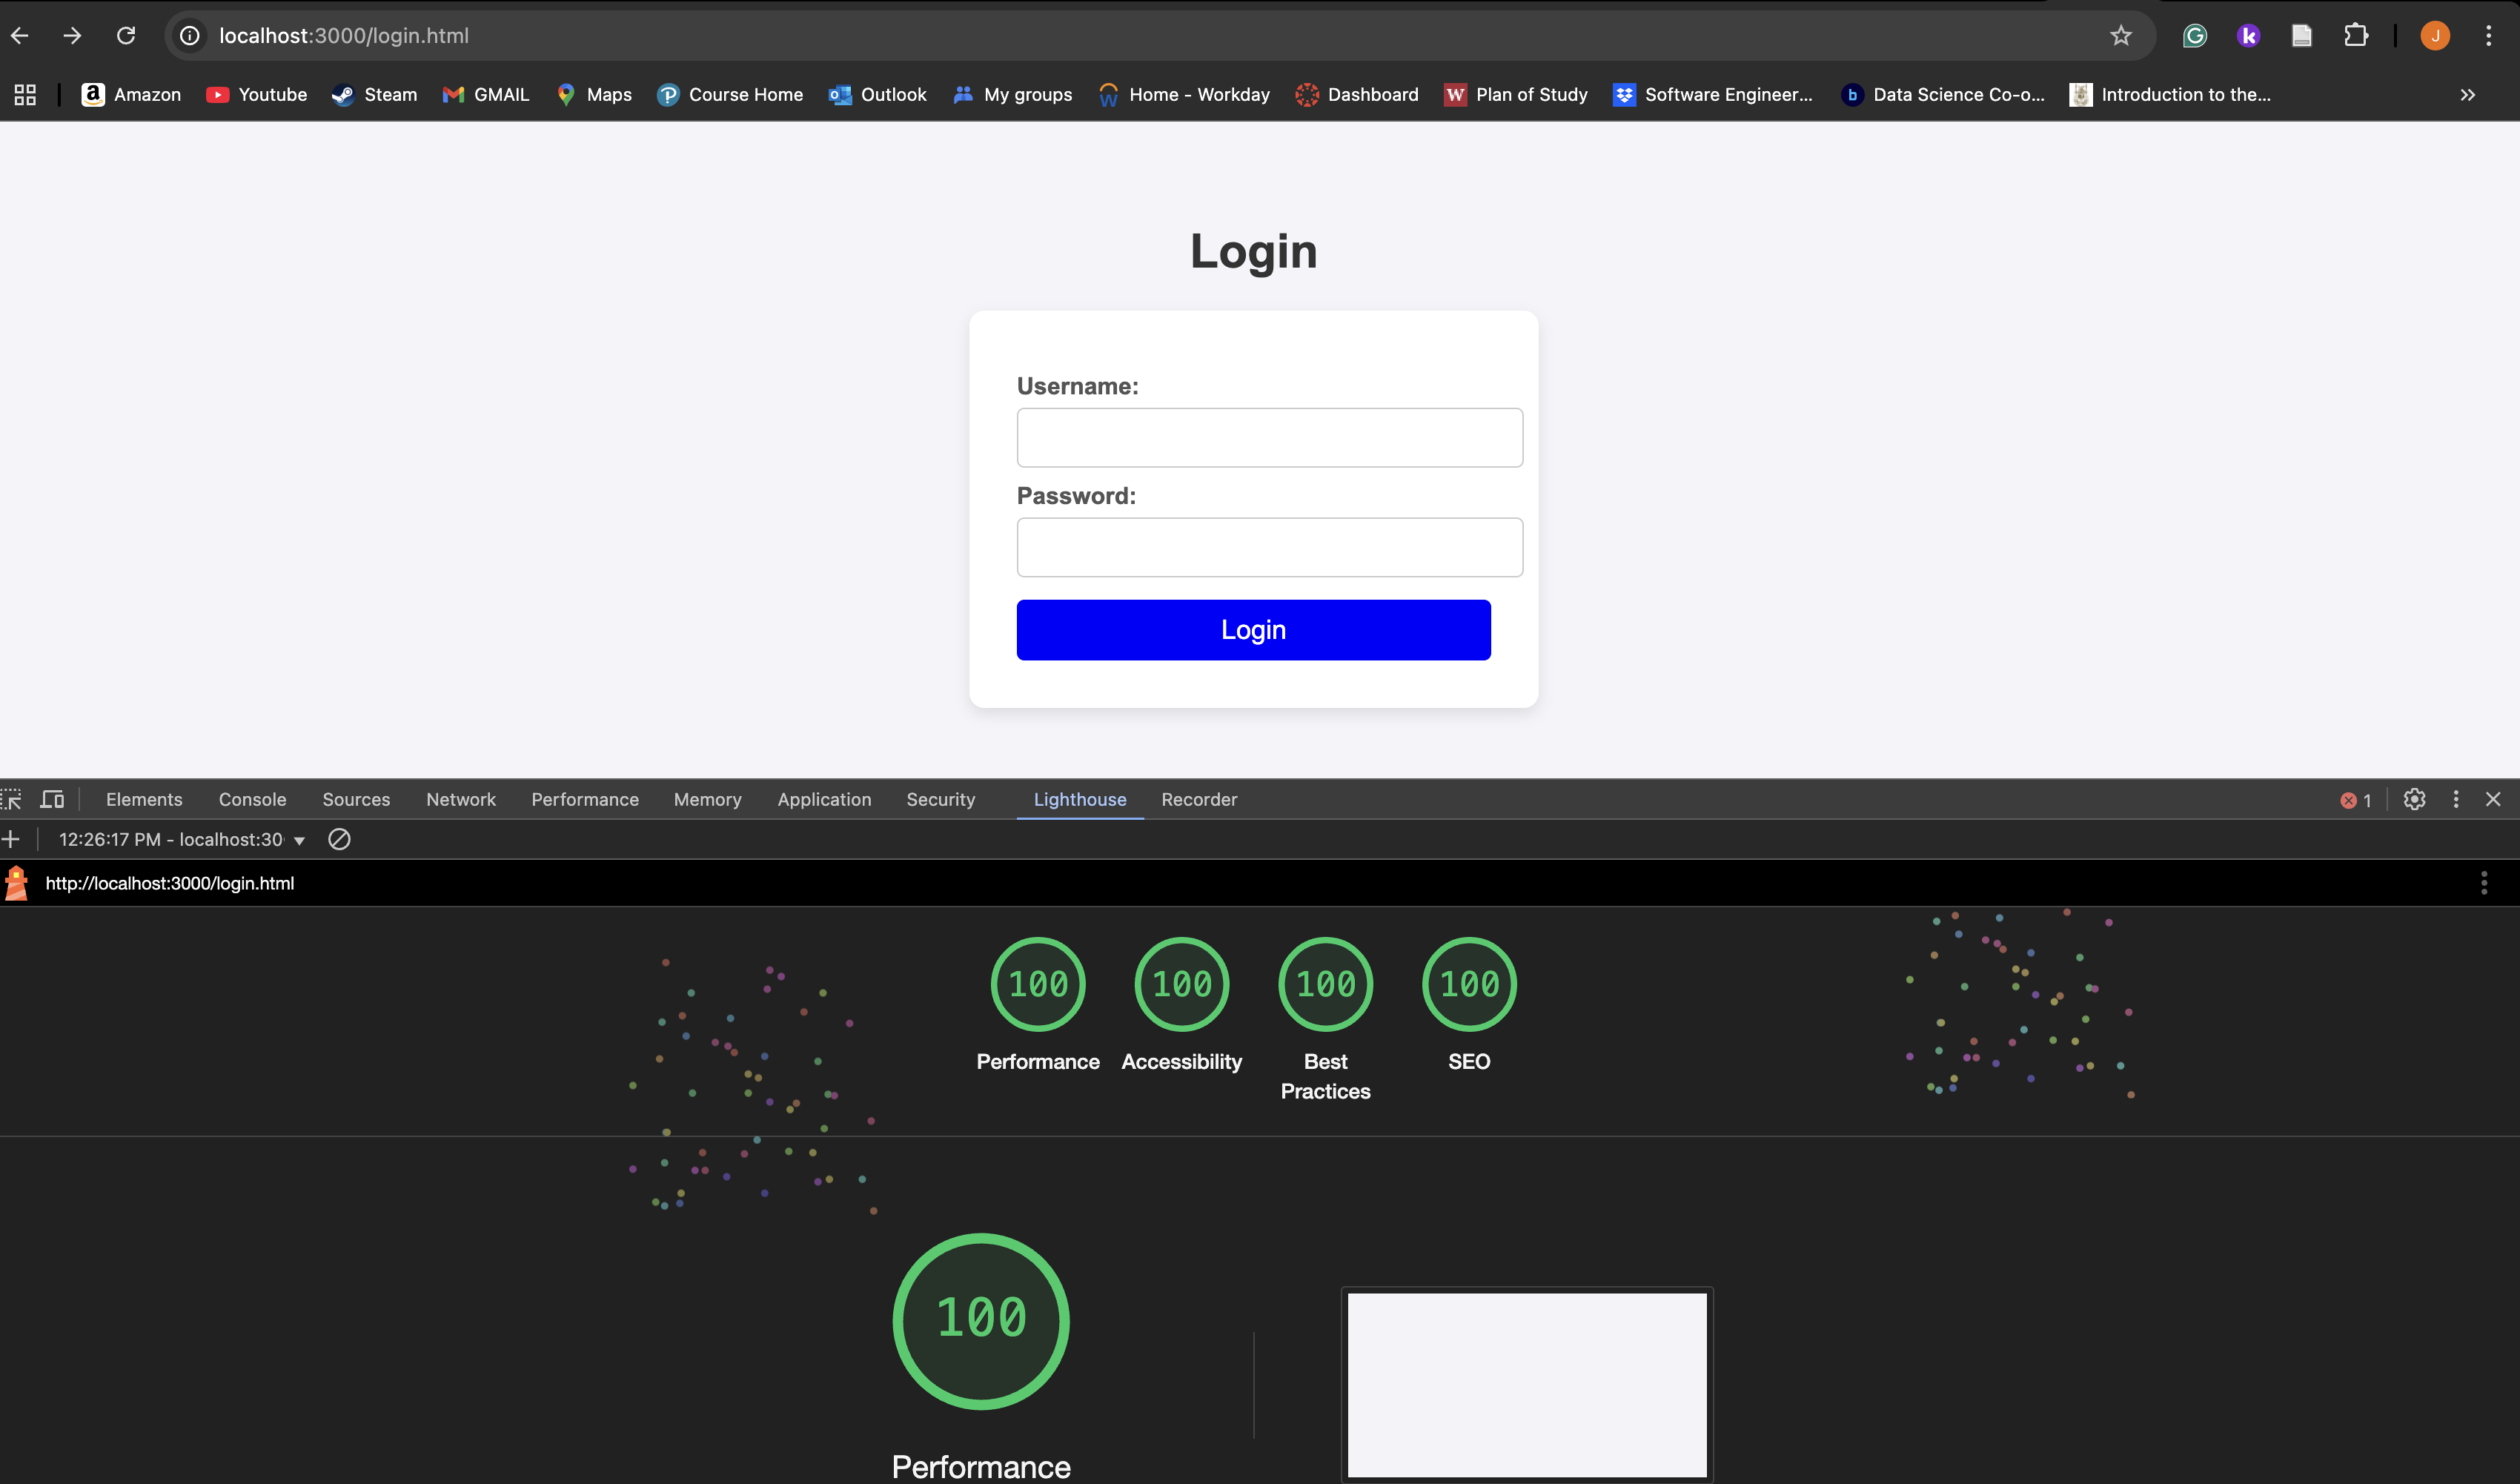 localhost:3000/login.html
J
Amazon Youtube Steam GMAIL Maps Course Home Outlook My groups Home - Workday Dashboard Plan of Study Software Engineer... Data Science Co-o... Introduction to the...
Login
Username:
Password:
Login
Elements Console Sources Network Performance Memory Application Security Lighthouse Recorder 1
12:26:17 PM - localhost:30
http://localhost:3000/login.html
100 100 100 100
Performance Accessibility Best Practices SEO
100
Performance